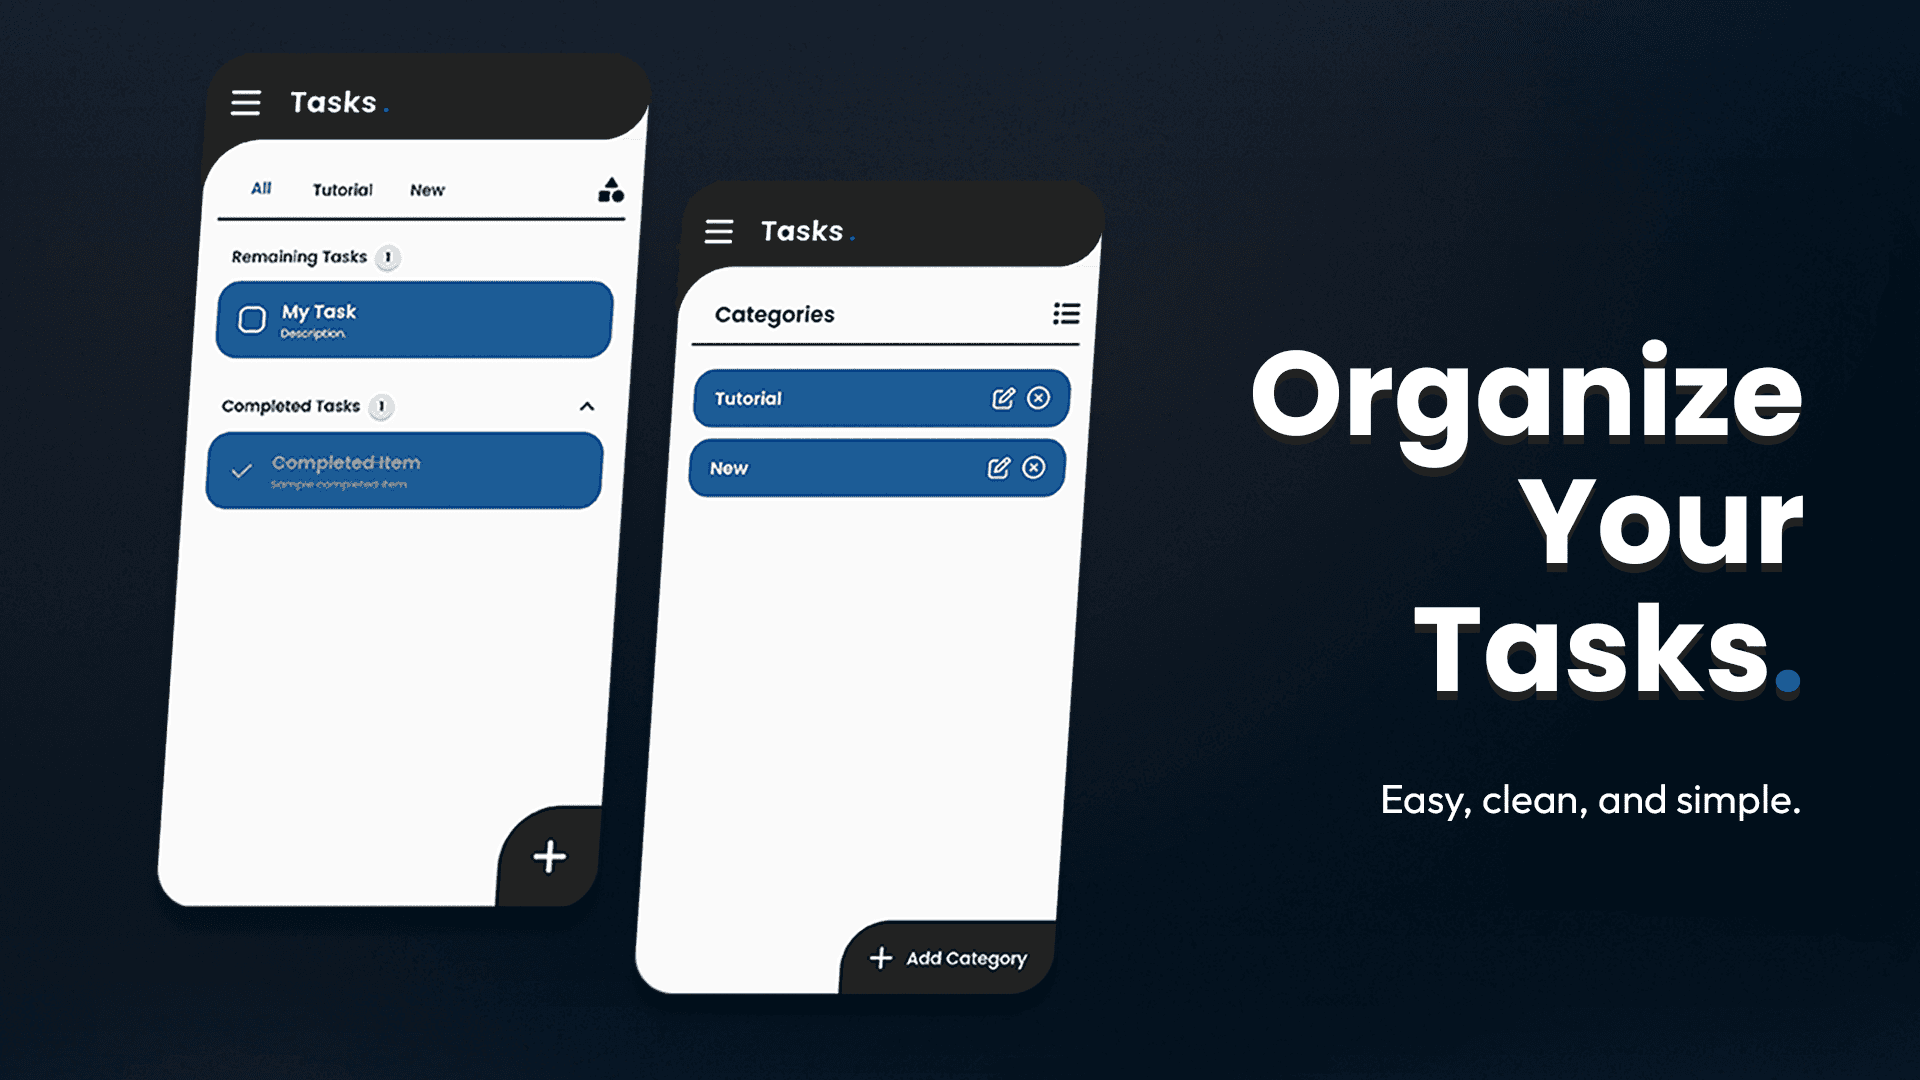 Tasks.
All Tutorial New
Remaining Tasks 1
My Task
Description.
Completed Tasks 1
Completed Item
Sample completed item
Tasks.
Categories
Tutorial
New
Add Category
Organize
Your
Tasks.
Easy, clean, and simple.